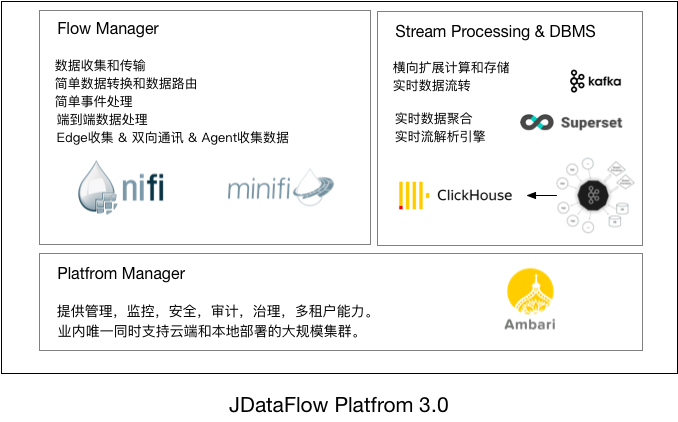 Flow Manager
数据收集和传输
简单数据转换和数据路由
简单事件处理
端到端数据处理
Edge收集 & 双向通讯 & Agent收集数据
nifi
minifi
Stream Processing & DBMS
横向扩展计算和存储
实时数据流转
kafka
实时数据聚合
实时流解析引擎
Superset
ClickHouse
Platfrom Manager
提供管理，监控，安全，审计，治理，多租户能力。
业内唯一同时支持云端和本地部署的大规模集群。
Ambari
JDataFlow Platfrom 3.0